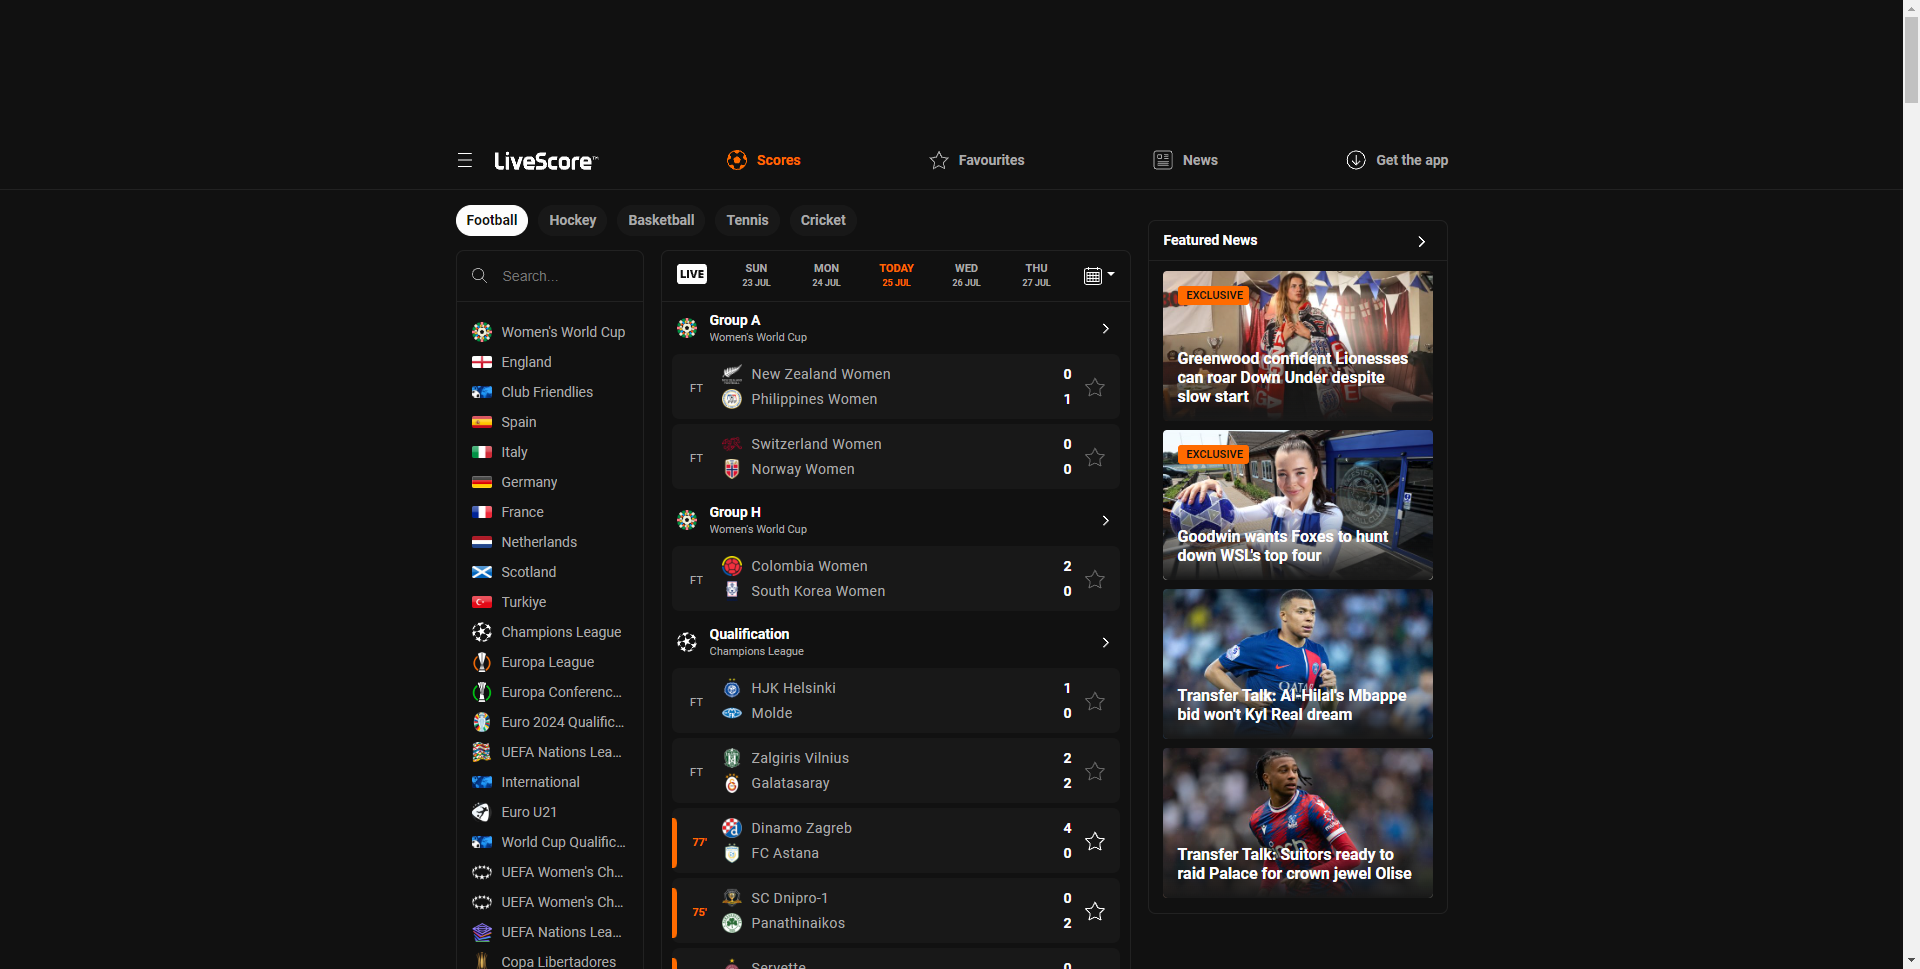 LiveScore™
Scores
Favourites
News
Get the app
Football
Hockey
Basketball
Tennis
Cricket
Search...
Women's World Cup
England
Club Friendlies
Spain
Italy
Germany
France
Netherlands
Scotland
Turkiye
Champions League
Europa League
Europa Conferenc...
Euro 2024 Qualific...
UEFA Nations Lea...
International
Euro U21
World Cup Qualific...
UEFA Women's Ch...
UEFA Women's Ch...
UEFA Nations Lea...
Copa Libertadores
LIVE
SUN
23 JUL
MON
24 JUL
TODAY
25 JUL
WED
26 JUL
THU
27 JUL
Group A
Women's World Cup
FT
New Zealand Women 0
Philippines Women 1
FT
Switzerland Women 0
Norway Women 0
Group H
Women's World Cup
FT
Colombia Women 2
South Korea Women 0
Qualification
Champions League
FT
HJK Helsinki 1
Molde 0
FT
Zalgiris Vilnius 2
Galatasaray 2
77'
Dinamo Zagreb 4
FC Astana 0
75'
SC Dnipro-1 0
Panathinaikos 2
Servette 0
Featured News
EXCLUSIVE
Greenwood confident Lionesses
can roar Down Under despite
slow start
EXCLUSIVE
Goodwin wants Foxes to hunt
down WSL's top four
Transfer Talk: Al-Hilal's Mbappe
bid won't Kyl Real dream
Transfer Talk: Suitors ready to
raid Palace for crown jewel Olise